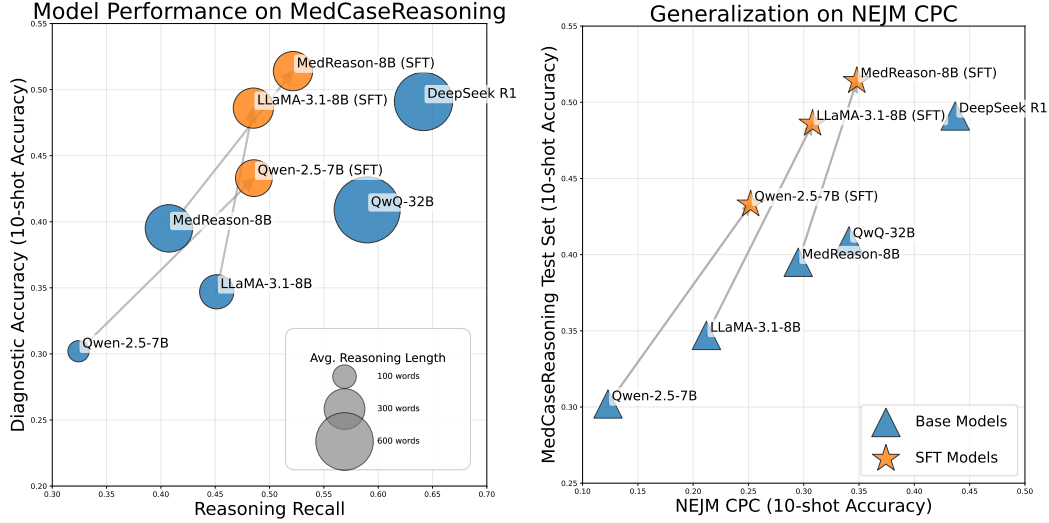 Model Performance on MedCaseReasoning
Diagnostic Accuracy (10-shot Accuracy)
0.55
0.50
0.45
0.40
0.35
0.30
0.25
0.20
MedReason-8B (SFT)
DeepSeek R1
LLaMA-3.1-8B (SFT)
Qwen-2.5-7B (SFT)
QwQ-32B
MedReason-8B
LLaMA-3.1-8B
Qwen-2.5-7B
Avg. Reasoning Length
100 words
300 words
600 words
0.30 0.35 0.40 0.45 0.50 0.55 0.60 0.65 0.70
Reasoning Recall
Generalization on NEJM CPC
MedCaseReasoning Test Set (10-shot Accuracy)
0.55
0.50
0.45
0.40
0.35
0.30
0.25
MedReason-8B (SFT)
DeepSeek R1
LLaMA-3.1-8B (SFT)
Qwen-2.5-7B (SFT)
QwQ-32B
MedReason-8B
LLaMA-3.1-8B
Qwen-2.5-7B
Base Models
SFT Models
0.10 0.15 0.20 0.25 0.30 0.35 0.40 0.45 0.50
NEJM CPC (10-shot Accuracy)